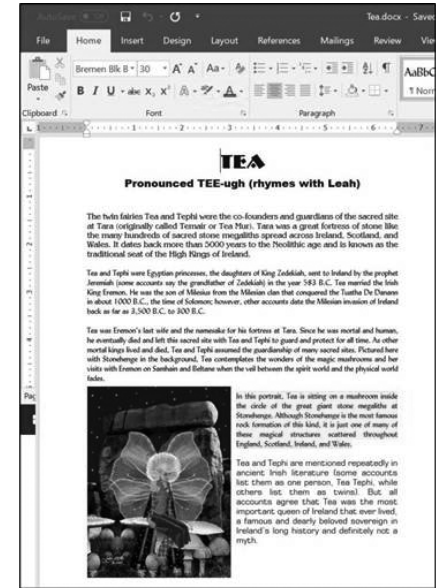 AutoSave
Tea.docx - Saved
File Home Insert Design Layout References Mailings Review Vie
Paste
Bremen Blk B 30 A A Aa
B I U abc X₂ X² A A
AaBbC
1 Norm
Clipboard Font Paragraph
TEA
Pronounced TEE-ugh (rhymes with Leah)
The twin fairies Tea and Tephi were the co-founders and guardians of the sacred site
at Tara (originally called Temair or Tea Mur). Tara was a great fortress of stone like
the many hundreds of sacred stone megaliths spread across Ireland, Scotland, and
Wales. It dates back more than 5000 years to the Neolithic age and is known as the
traditional seat of the High Kings of Ireland.
Tea and Tephi were Egyptian princesses, the daughters of King Zedekiah, sent to Ireland by the prophet
Jeremiah (some accounts say the grandfather of Zedekiah) in the year 583 B.C. Tea married the Irish
King Eremon. He was the son of Milesius from the Milesian clan that conquered the Tuatha De Danann
in about 1000 B.C., the time of Solomon; however, other accounts date the Milesian invasion of Ireland
back as far as 3,500 B.C. to 300 B.C.
Tea was Eremon's last wife and the namesake for his fortress at Tara. Since he was mortal and human,
he eventually died and left this sacred site with Tea and Tephi to guard and protect for all time. As other
mortal kings lived and died, Tea and Tephi assumed the guardianship of many sacred sites. Pictured here
with Stonehenge in the background, Tea contemplates the wonders of the magic mushrooms and her
visits with Eremon on Samhain and Beltane when the veil between the spirit world and the physical world
fades.
In this portrait, Tea is sitting on a mushroom inside
the circle of the great giant stone megaliths at
Stonehenge. Although Stonehenge is the most famous
rock formation of this kind, it is just one of many of
these magical structures scattered throughout
England, Scotland, Ireland, and Wales.
Tea and Tephi are mentioned repeatedly in
ancient Irish literature (some accounts
list them as one person, Tea Tephi, while
others list them as twins). But all
accounts agree that Tea was the most
important queen of Ireland that ever lived,
a famous and dearly beloved sovereign in
Ireland's long history and definitely not a
myth.
Pag